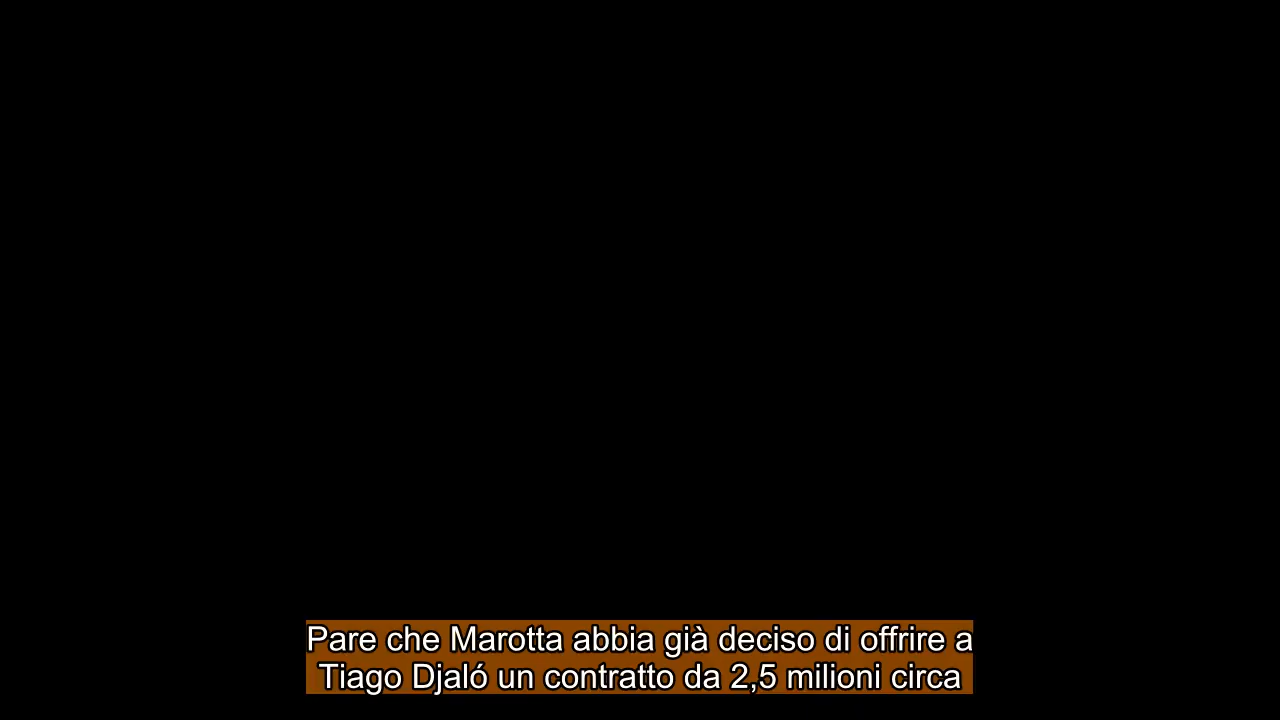 Pare che Marotta abbia già deciso di offrire a
Tiago Djaló un contratto da 2,5 milioni circa